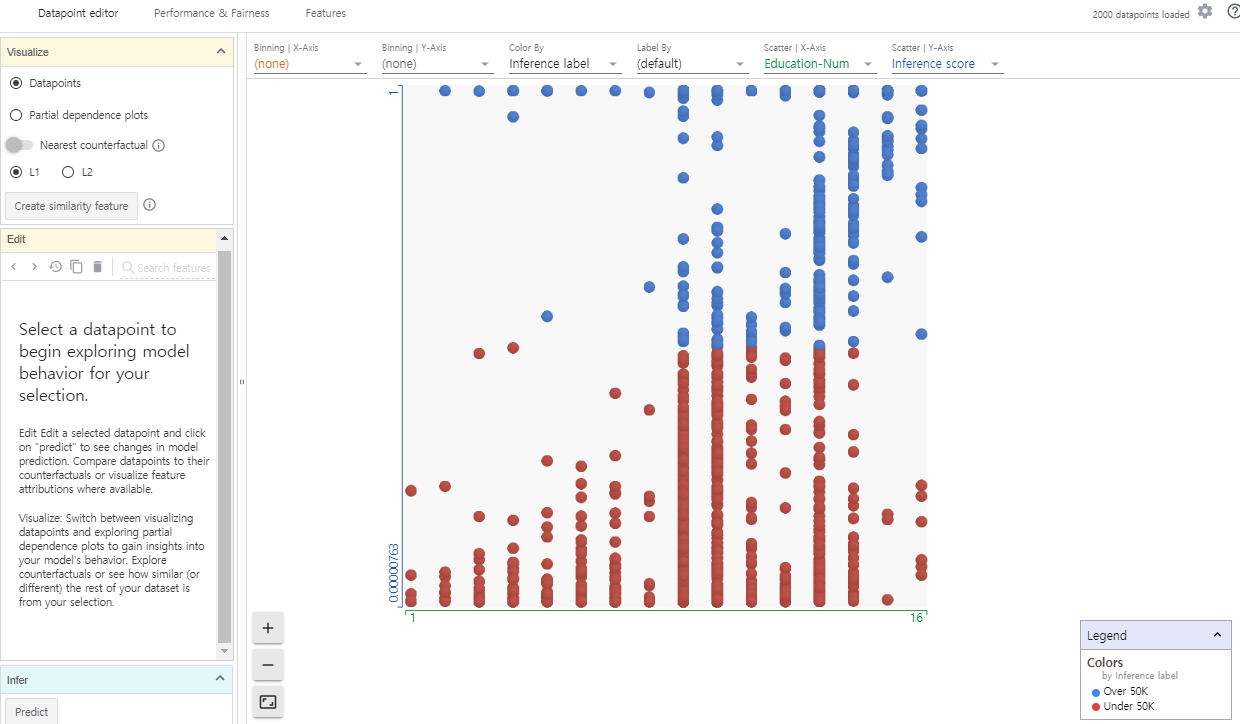 Datapoint editor
Performance & Fairness
Features
2000 datapoints loaded
Visualize
Datapoints
Partial dependence plots
Nearest counterfactual
L1
L2
Create similarity feature
Edit
Search features
Select a datapoint to
begin exploring model
behavior for your
selection.
Edit Edit a selected datapoint and click
on "predict" to see changes in model
prediction. Compare datapoints to their
counterfactuals or visualize feature
attributions where available.
Visualize: Switch between visualizing
datapoints and exploring partial
dependence plots to gain insights into
your model's behavior. Explore
counterfactuals or see how similar (or
different) the rest of your dataset is
from your selection.
Infer
Predict
Binning | X-Axis
(none)
Binning | Y-Axis
(none)
Color By
Inference label
Label By
(default)
Scatter | X-Axis
Education-Num
Scatter | Y-Axis
Inference score
1
0.00000763
1
16
Legend
Colors
by Inference label
Over 50K
Under 50K